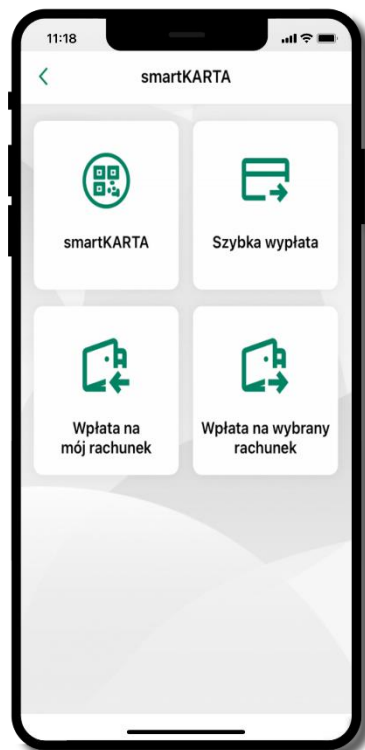 11:18
smartKARTA
smartKARTA
Szybka wypłata
Wpłata na
mój rachunek
Wpłata na wybrany
rachunek